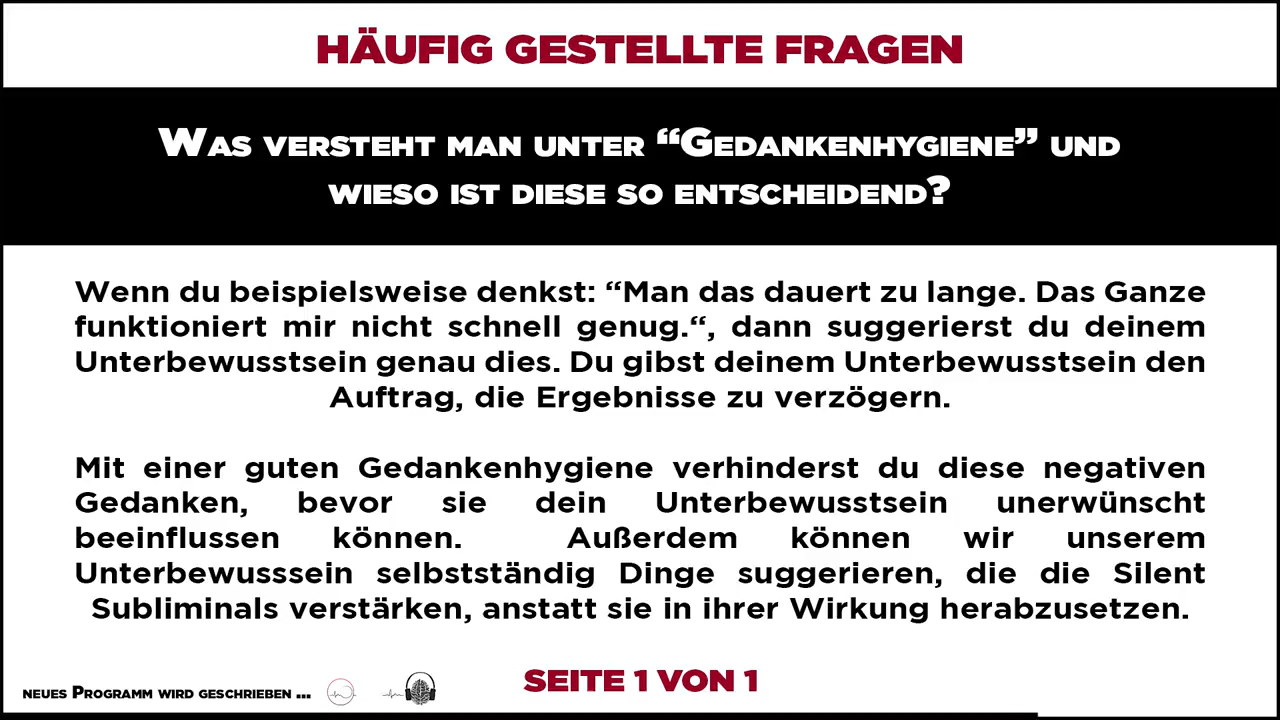 HÄUFIG GESTELLTE FRAGEN
Was versteht man unter “Gedankenhygiene” und
wieso ist diese so entscheidend?
Wenn du beispielsweise denkst: “Man das dauert zu lange. Das Ganze
funktioniert mir nicht schnell genug.“, dann suggerierst du deinem
Unterbewusstsein genau dies. Du gibst deinem Unterbewusstsein den
Auftrag, die Ergebnisse zu verzögern.
Mit einer guten Gedankenhygiene verhinderst du diese negativen
Gedanken, bevor sie dein Unterbewusstsein unerwünscht
beeinflussen können. Außerdem können wir unserem
Unterbewusssein selbstständig Dinge suggerieren, die die Silent
Subliminals verstärken, anstatt sie in ihrer Wirkung herabzusetzen.
neues Programm wird geschrieben ...
SEITE 1 VON 1